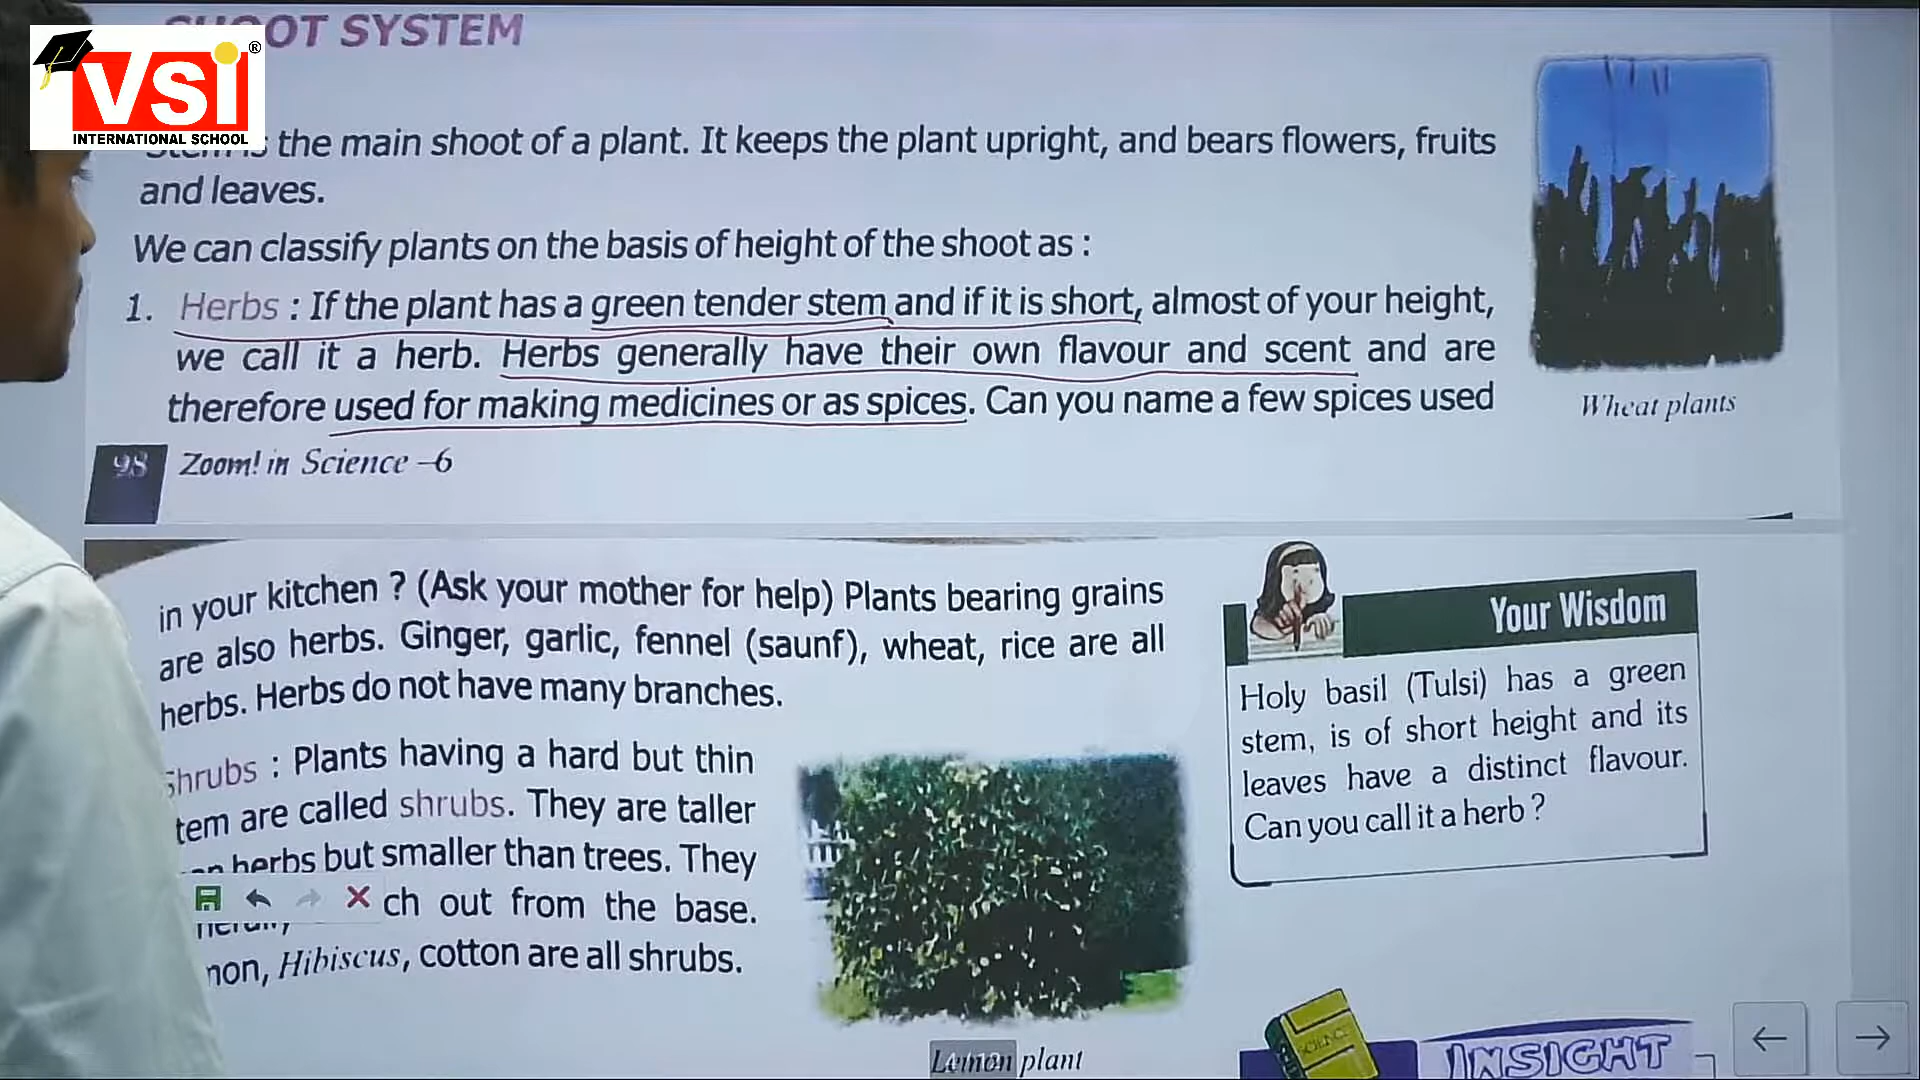 OT SYSTEM
VSI ®
INTERNATIONAL SCHOOL
the main shoot of a plant. It keeps the plant upright, and bears flowers, fruits
and leaves.
We can classify plants on the basis of height of the shoot as :
1. Herbs : If the plant has a green tender stem and if it is short, almost of your height,
we call it a herb. Herbs generally have their own flavour and scent and are
therefore used for making medicines or as spices. Can you name a few spices used
Wheat plants
98 Zoom! in Science –6
in your kitchen ? (Ask your mother for help) Plants bearing grains
are also herbs. Ginger, garlic, fennel (saunf), wheat, rice are all
herbs. Herbs do not have many branches.
hrubs : Plants having a hard but thin
tem are called shrubs. They are taller
herbs but smaller than trees. They
ch out from the base.
non, Hibiscus, cotton are all shrubs.
Lemon plant
Your Wisdom
Holy basil (Tulsi) has a green
stem, is of short height and its
leaves have a distinct flavour.
Can you call it a herb ?
SCIENCE
INSIGHT